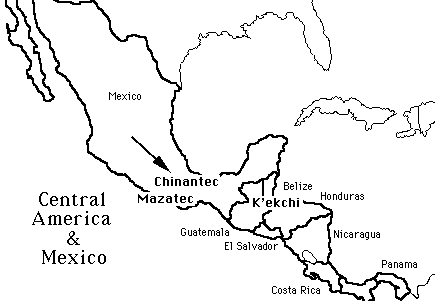 Mexico
Chinantec
Mazatec
Belize
K'ekchi
Honduras
Guatemala
El Salvador
Nicaragua
Panama
Costa Rica
Central
America
&
Mexico